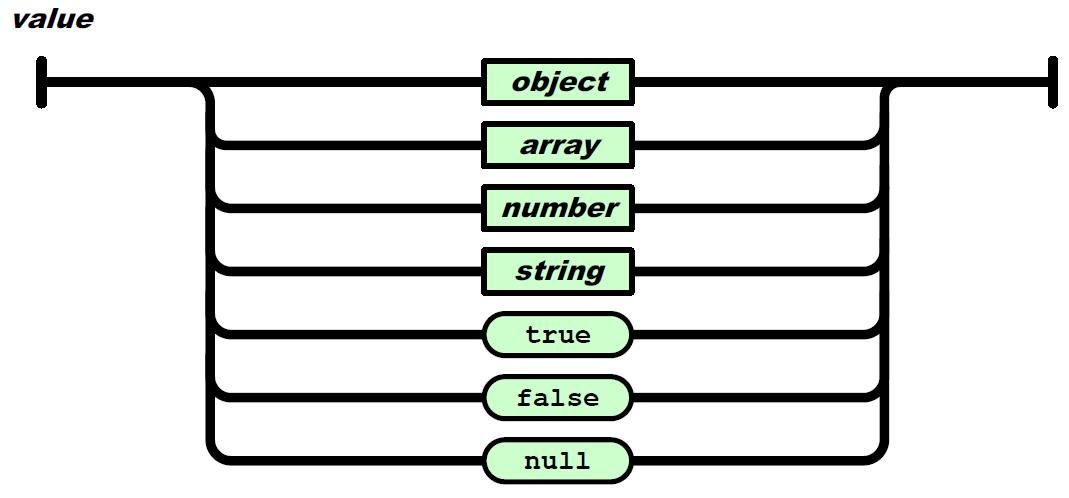 value
object
array
number
string
true
false
null